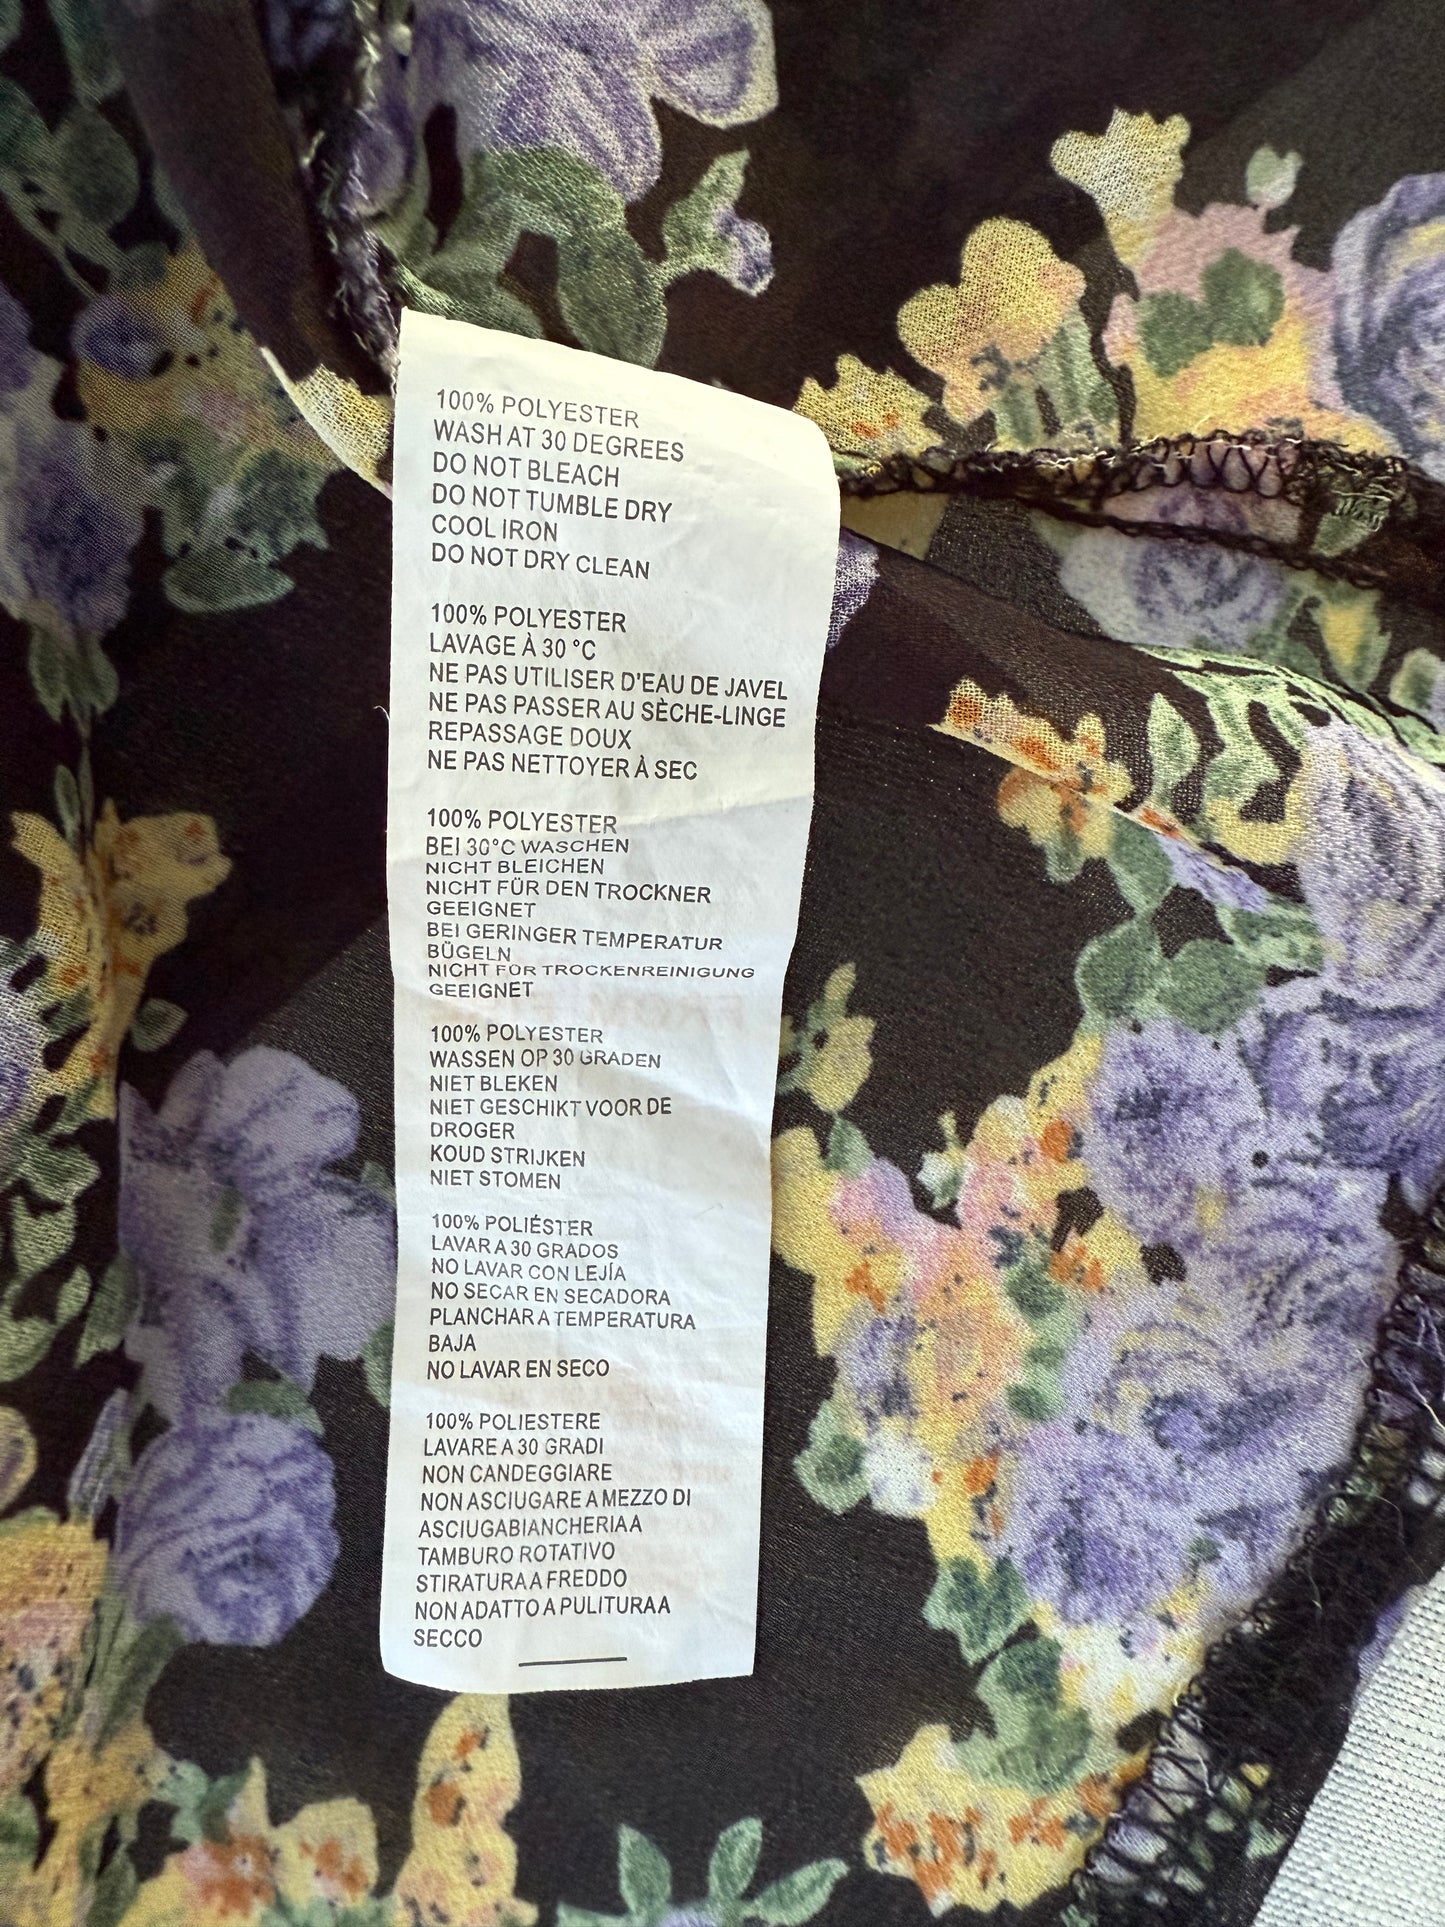 100% POLYESTER
WASH AT 30 DEGREES
DO NOT BLEACH
DO NOT TUMBLE DRY
COOL IRON
DO NOT DRY CLEAN
100% POLYESTER
LAVAGE À 30 °C
NE PAS UTILISER D'EAU DE JAVEL
NE PAS PASSER AU SÈCHE-LINGE
REPASSAGE DOUX
NE PAS NETTOYER À SEC
100% POLYESTER
BEI 30°C WASCHEN
NICHT BLEICHEN
NICHT FÜR DEN TROCKNER
GEEIGNET
BEI GERINGER TEMPERATUR
BÜGELN
NICHT FÜR TROCKENREINIGUNG
GEEIGNET
100% POLYESTER
WASSEN OP 30 GRADEN
NIET BLEKEN
NIET GESCHIKT VOOR DE
DROGER
KOUD STRIJKEN
NIET STOMEN
100% POLIÉSTER
LAVAR A 30 GRADOS
NO LAVAR CON LEJÍA
NO SECAR EN SECADORA
PLANCHAR A TEMPERATURA
BAJA
NO LAVAR EN SECO
100% POLIESTERE
LAVARE A 30 GRADI
NON CANDEGGIARE
NON ASCIUGARE A MEZZO DI
ASCIUGABIANCHERIA A
TAMBURO ROTATIVO
STIRATURA A FREDDO
NON ADATTO A PULITURA A
SECCO